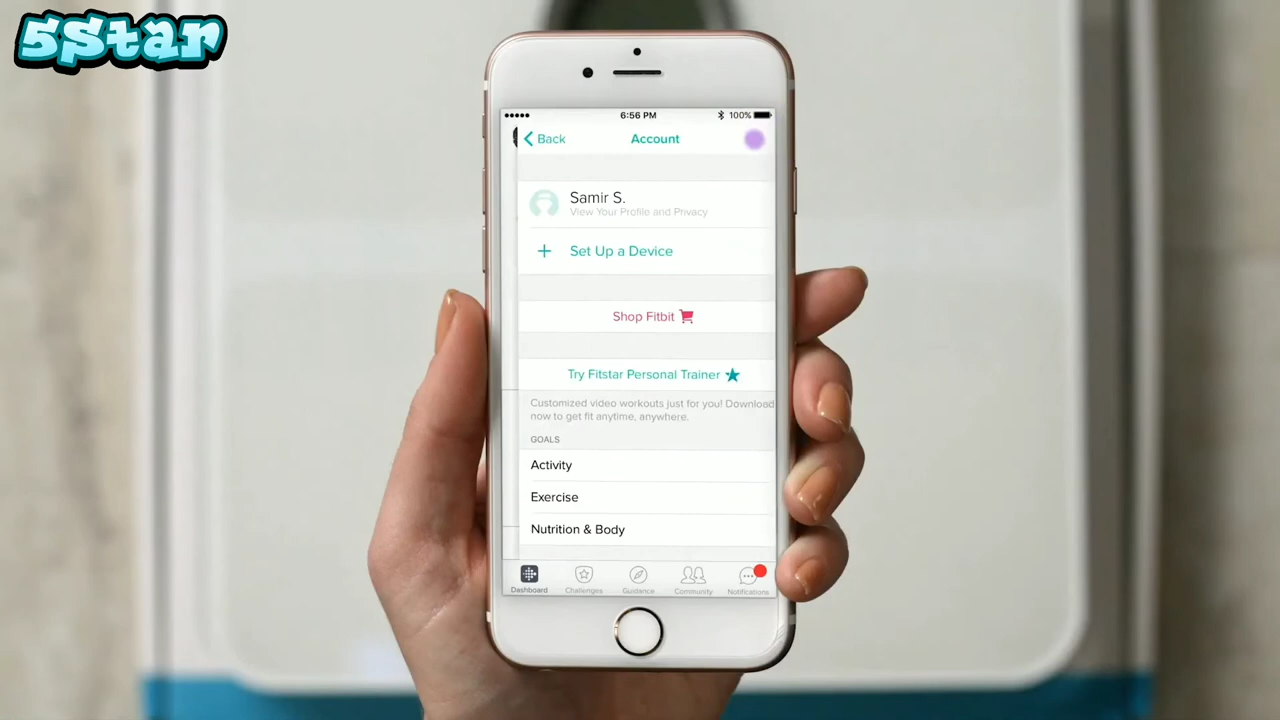 5Star
6:56 PM
100%
Back
Account
Samir S.
View Your Profile and Privacy
+ Set Up a Device
Shop Fitbit
Try Fitstar Personal Trainer
Customized video workouts just for you! Download
now to get fit anytime, anywhere.
GOALS
Activity
Exercise
Nutrition & Body
Dashboard
Challenges
Guidance
Community
Notifications